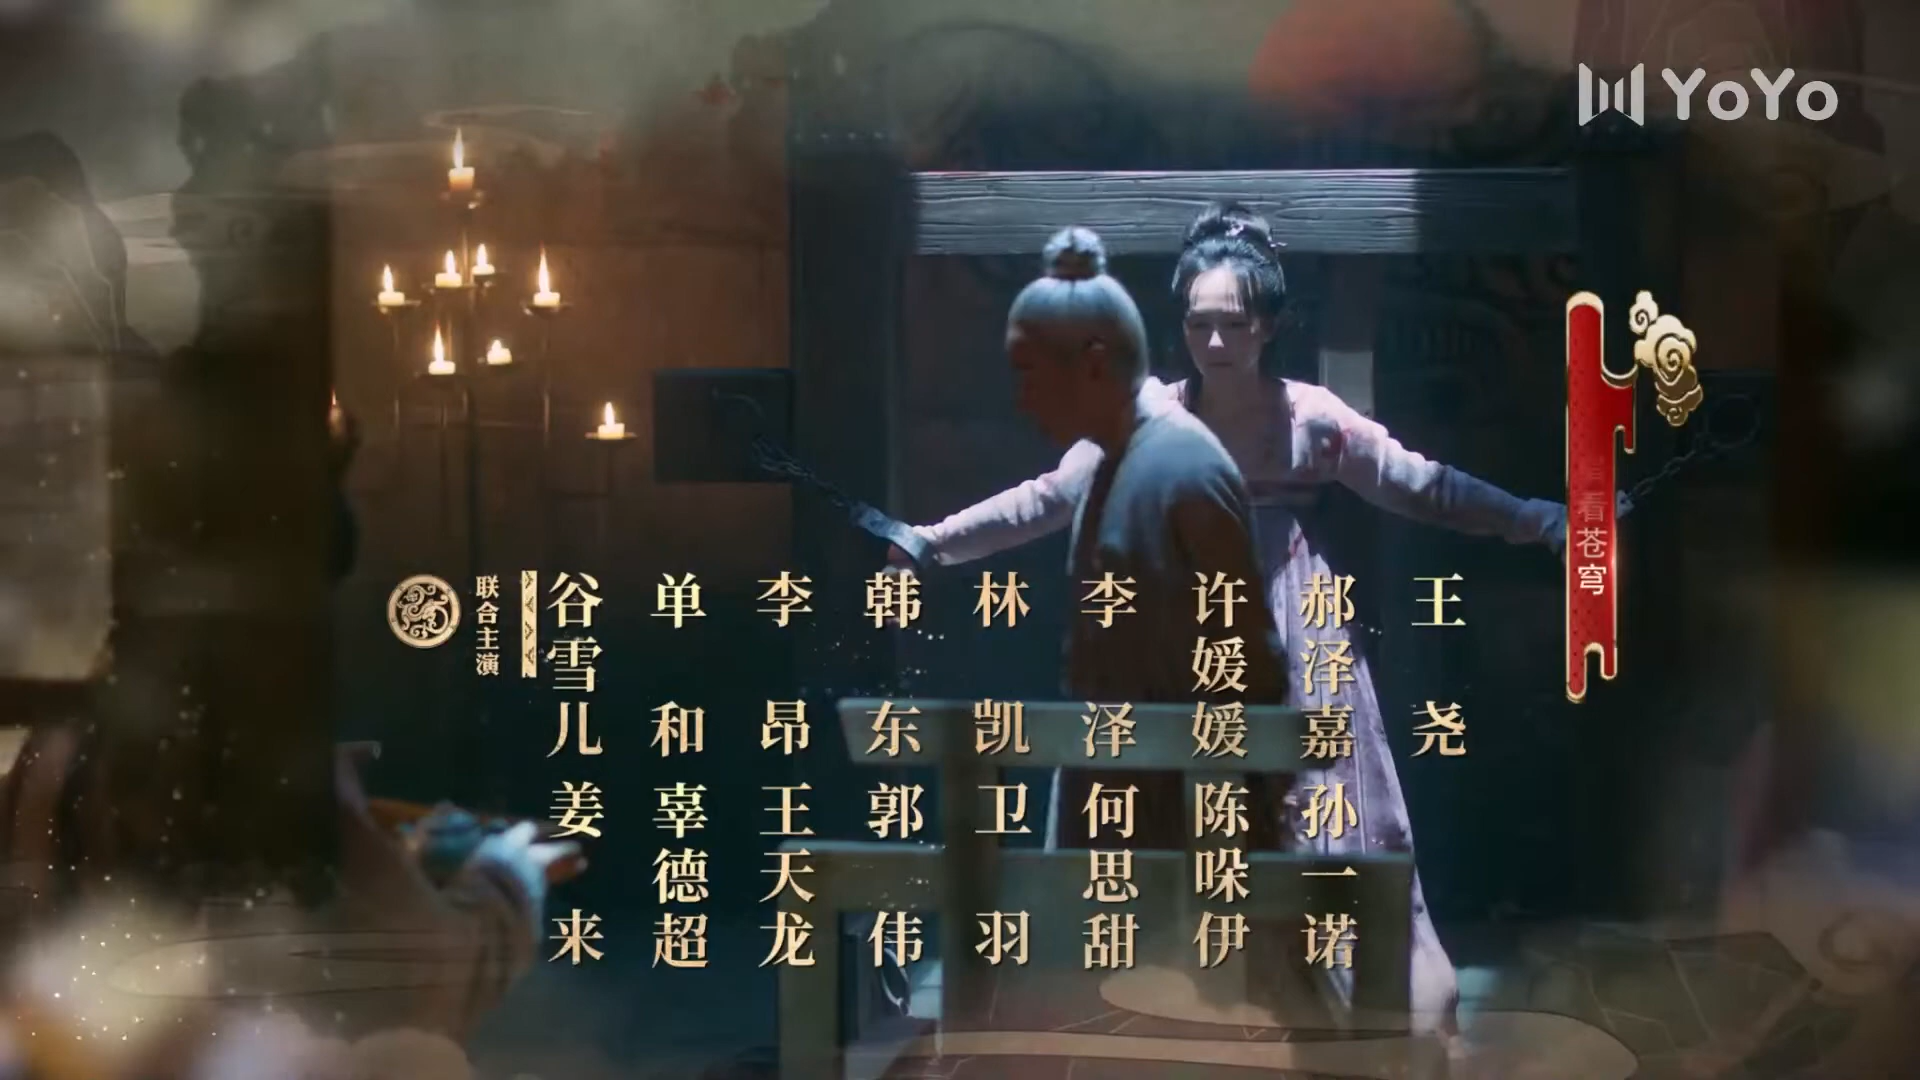 YoYo
看苍穹
联合主演
谷雪儿
单和
李昂
韩东
林凯
李泽
许媛媛
郝泽嘉
王尧
姜来
辜德超
王天龙
郭伟
卫羽
何思甜
陈哚伊
孙一诺